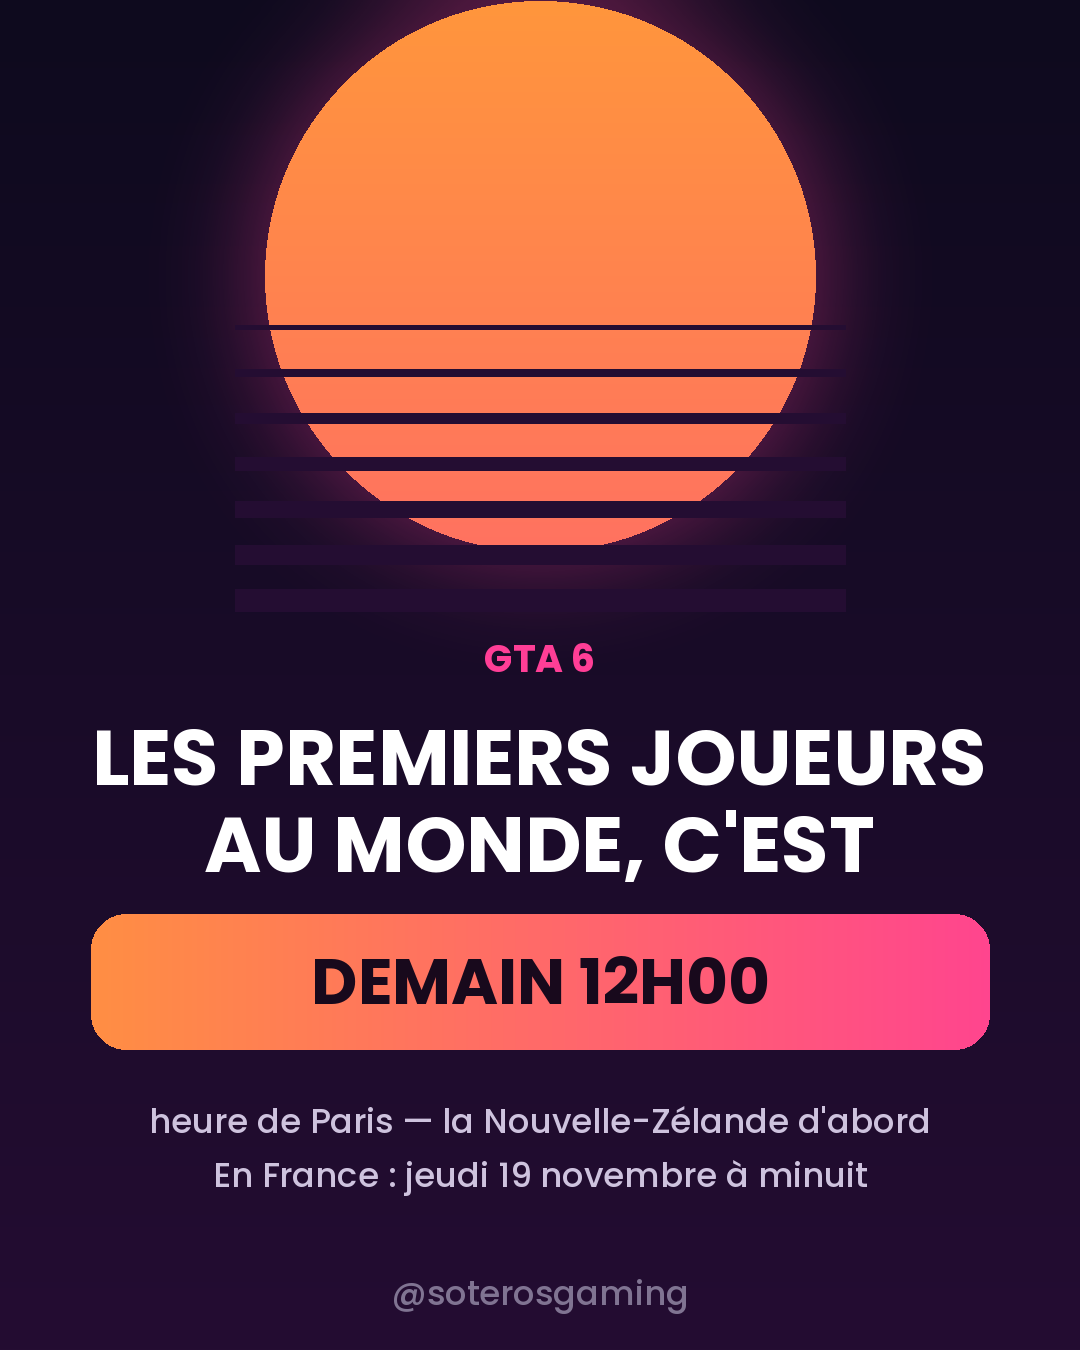 GTA 6
LES PREMIERS JOUEURS
AU MONDE, C'EST
DEMAIN 12H00
heure de Paris — la Nouvelle-Zélande d'abord
En France : jeudi 19 novembre à minuit
@soterosgaming